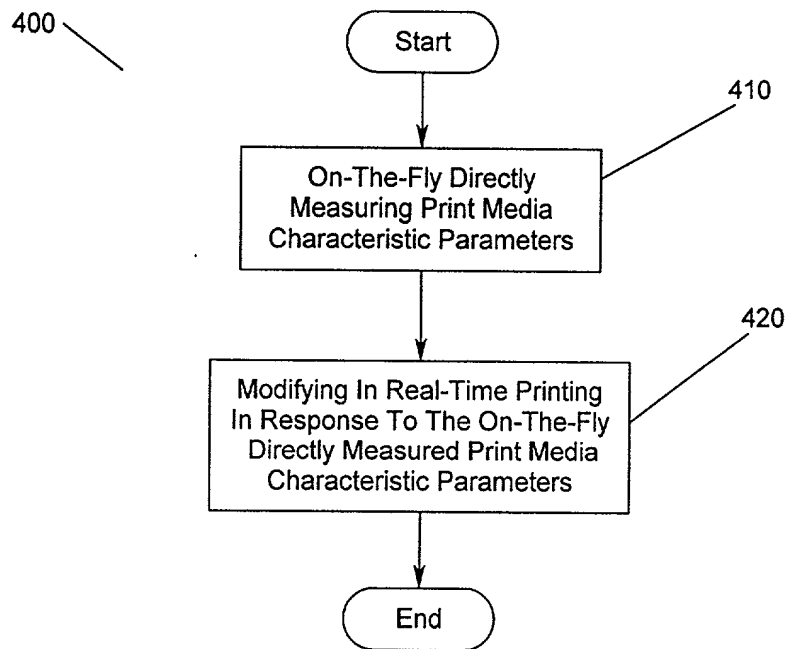 400
Start
410
On-The-Fly Directly
Measuring Print Media
Characteristic Parameters
420
Modifying In Real-Time Printing
In Response To The On-The-Fly
Directly Measured Print Media
Characteristic Parameters
End